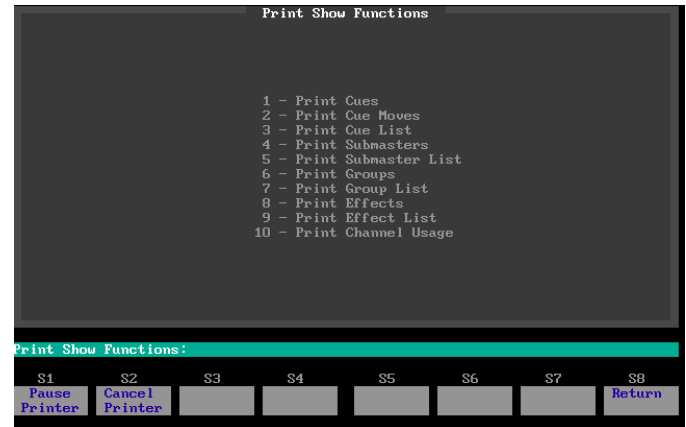 Print Show Functions
1 - Print Cues
2 - Print Cue Moves
3 - Print Cue List
4 - Print Submasters
5 - Print Submaster List
6 - Print Groups
7 - Print Group List
8 - Print Effects
9 - Print Effect List
10 - Print Channel Usage
Print Show Functions:
S1 S2 S3 S4 S5 S6 S7 S8
Pause Cancel Return
Printer Printer